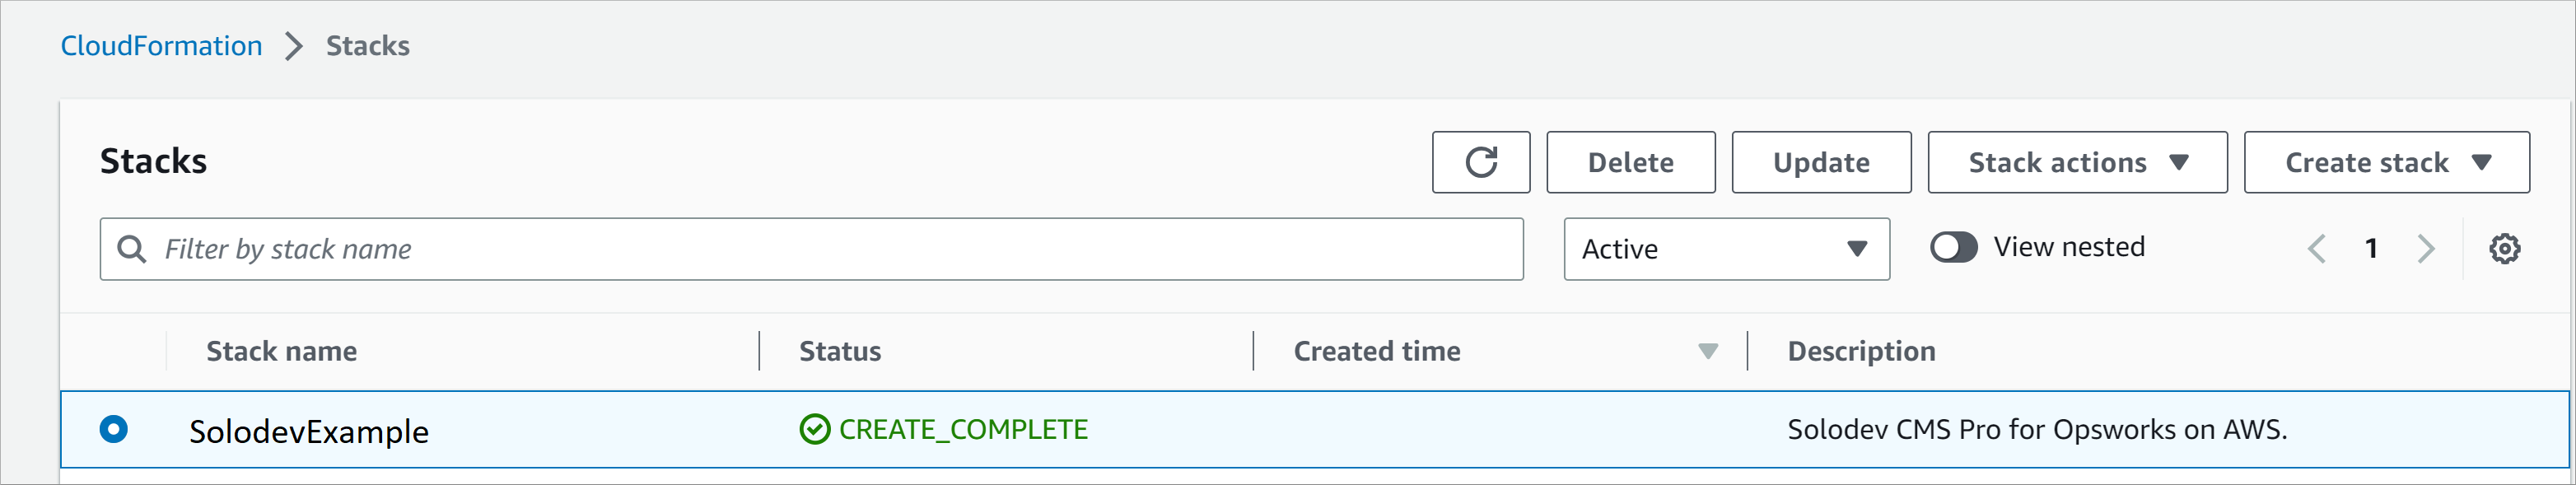 CloudFormation > Stacks
Stacks
Delete
Update
Stack actions
Create stack
Filter by stack name
Active
View nested
1
Stack name
Status
Created time
Description
SolodevExample
CREATE_COMPLETE
Solodev CMS Pro for Opsworks on AWS.